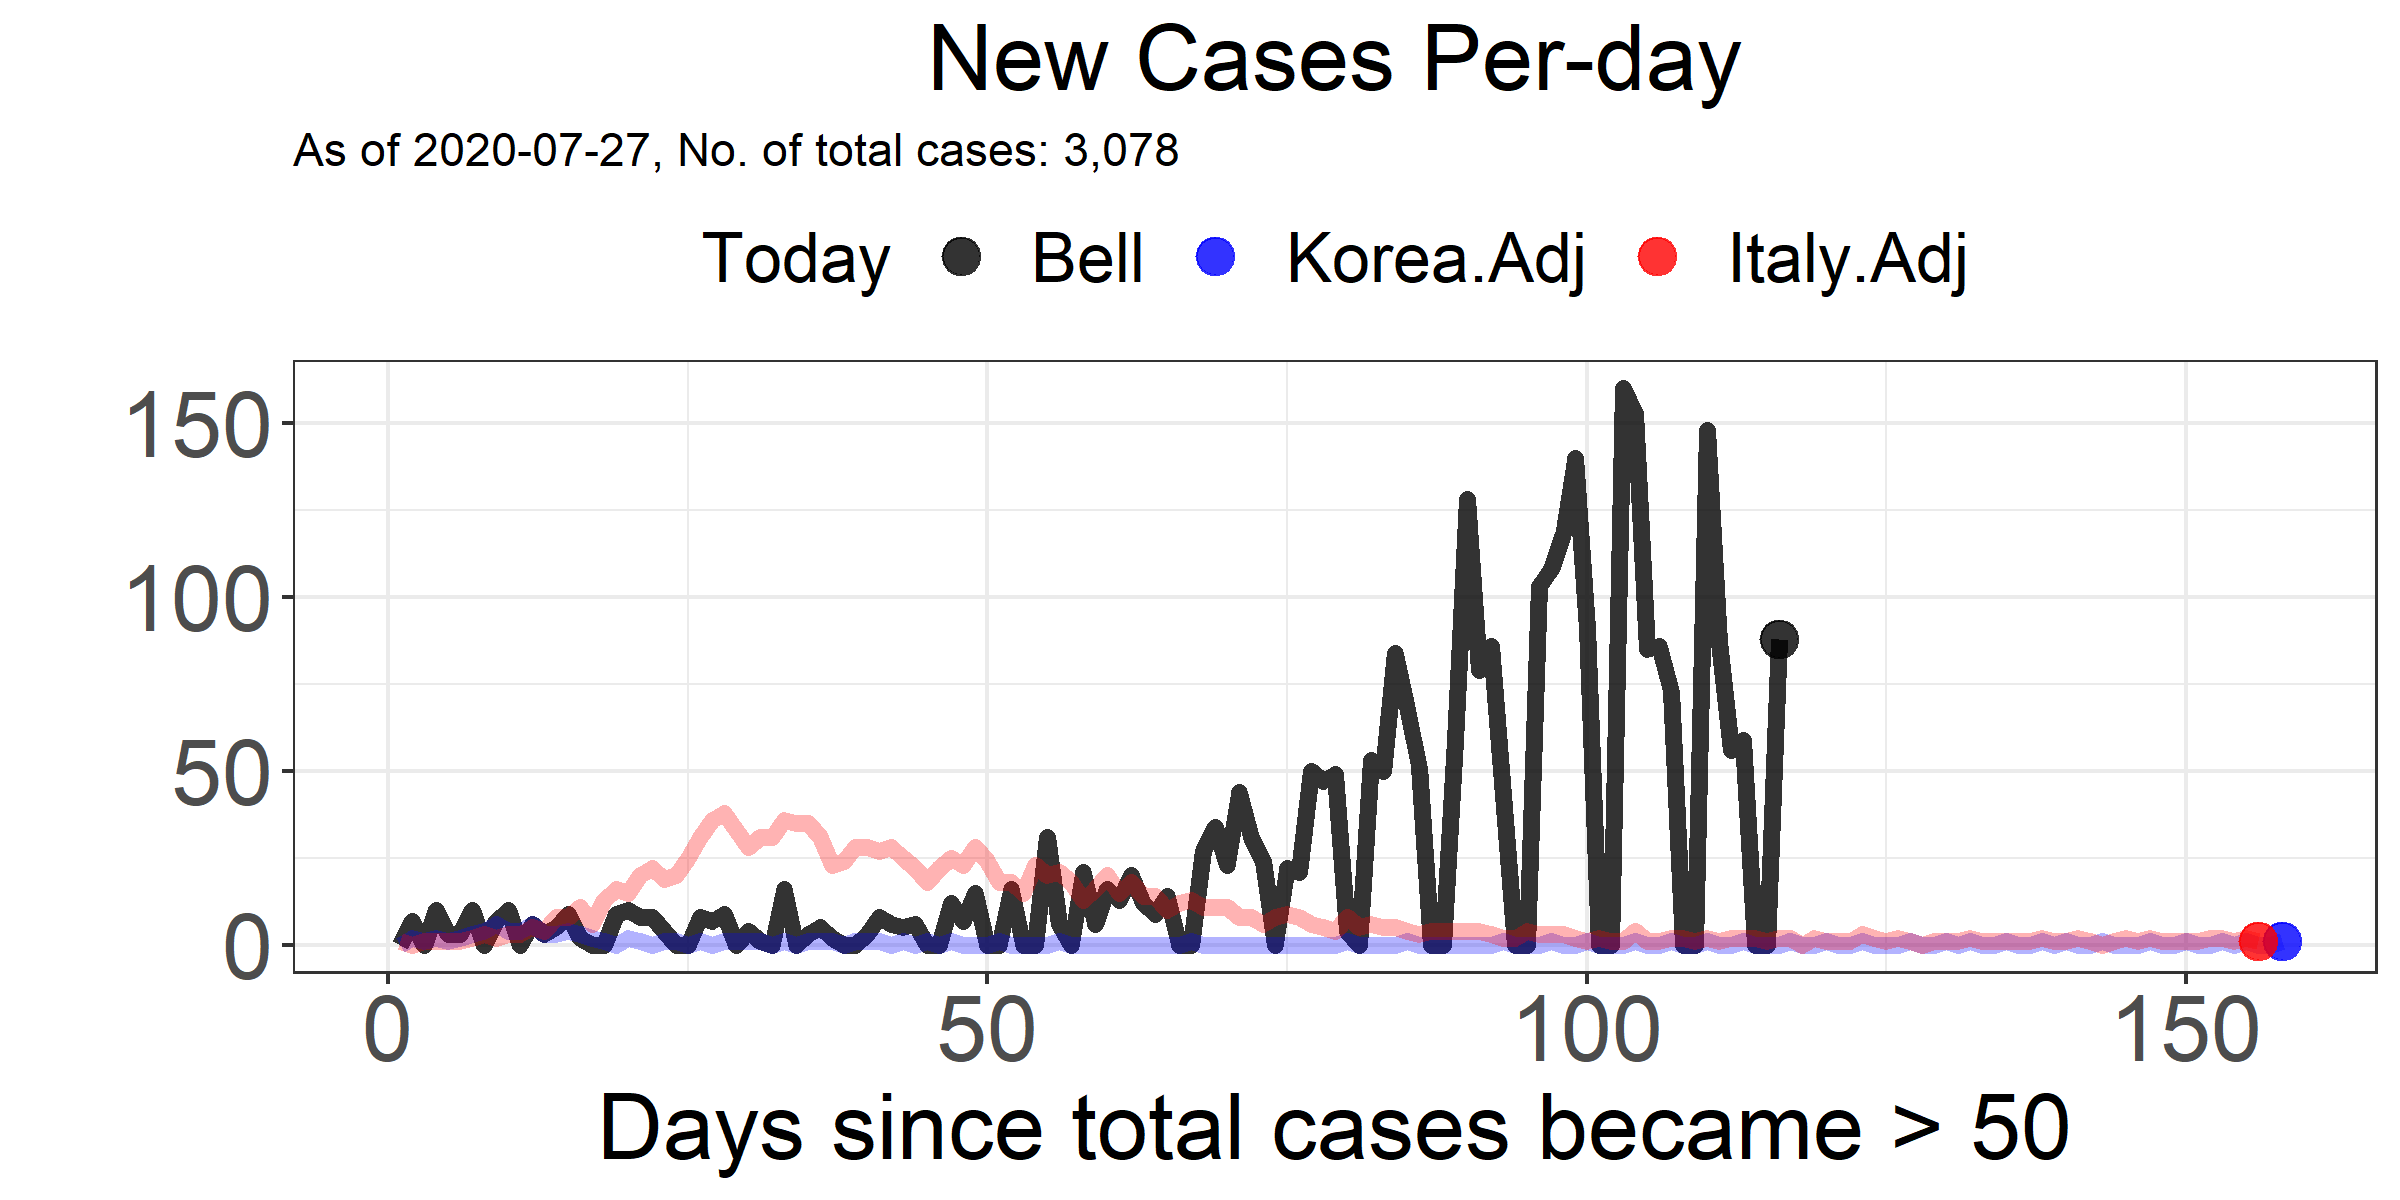 New Cases Per-day
As of 2020-07-27, No. of total cases: 3,078
Today Bell Korea.Adj Italy.Adj
150
100
50
0
0 50 100 150
Days since total cases became > 50